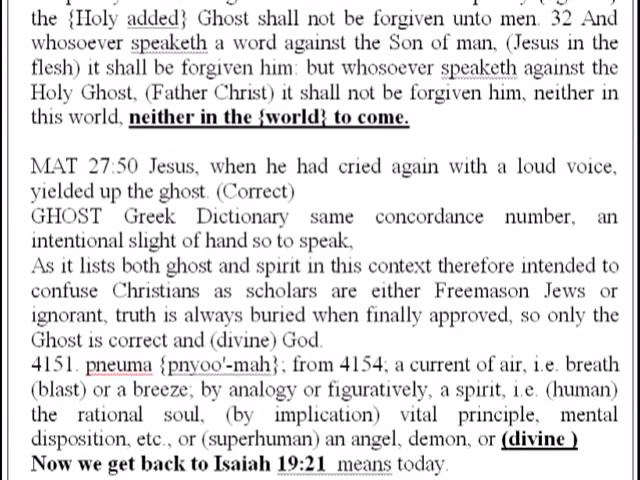 the {Holy added} Ghost shall not be forgiven unto men. 32 And
whosoever speaketh a word against the Son of man, (Jesus in the
flesh) it shall be forgiven him: but whosoever speaketh against the
Holy Ghost, (Father Christ) it shall not be forgiven him, neither in
this world, neither in the {world} to come.
MAT 27:50 Jesus, when he had cried again with a loud voice,
yielded up the ghost. (Correct)
GHOST Greek Dictionary same concordance number, an
intentional slight of hand so to speak,
As it lists both ghost and spirit in this context therefore intended to
confuse Christians as scholars are either Freemason Jews or
ignorant, truth is always buried when finally approved, so only the
Ghost is correct and (divine) God.
4151. pneuma {pnyoo'-mah}; from 4154; a current of air, i.e. breath
(blast) or a breeze; by analogy or figuratively, a spirit, i.e. (human)
the rational soul, (by implication) vital principle, mental
disposition, etc., or (superhuman) an angel, demon, or (divine )
Now we get back to Isaiah 19:21 means today.